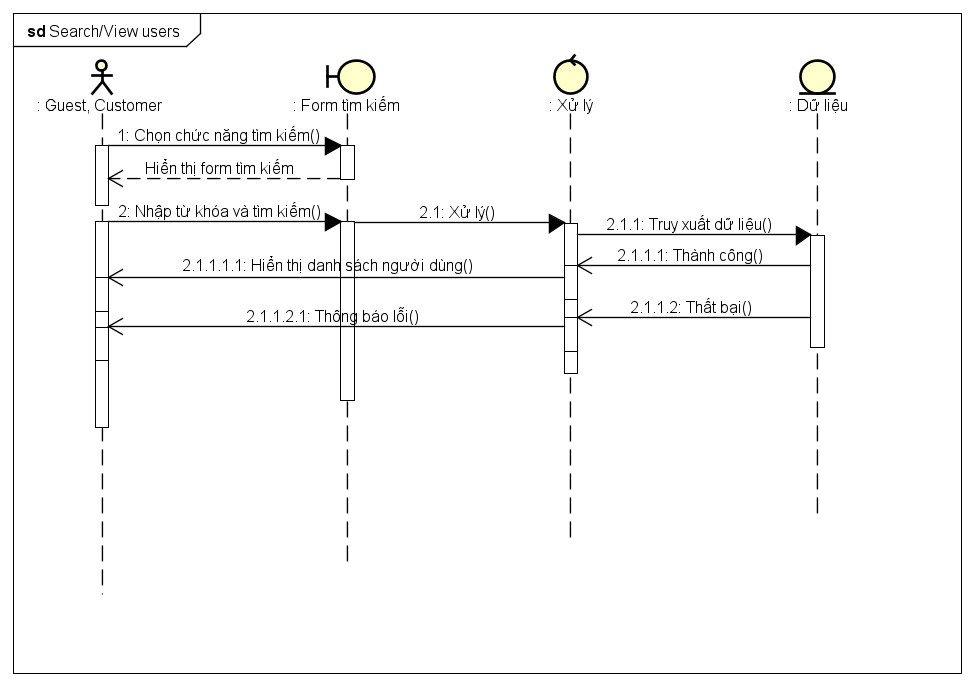 sd Search/View users
: Guest, Customer
: Form tìm kiếm
: Xử lý
: Dữ liệu
1: Chọn chức năng tìm kiếm()
Hiển thị form tìm kiếm
2: Nhập từ khóa và tìm kiếm()
2.1: Xử lý()
2.1.1: Truy xuất dữ liệu()
2.1.1.1: Thành công()
2.1.1.1.1: Hiển thị danh sách người dùng()
2.1.1.2: Thất bại()
2.1.1.2.1: Thông báo lỗi()